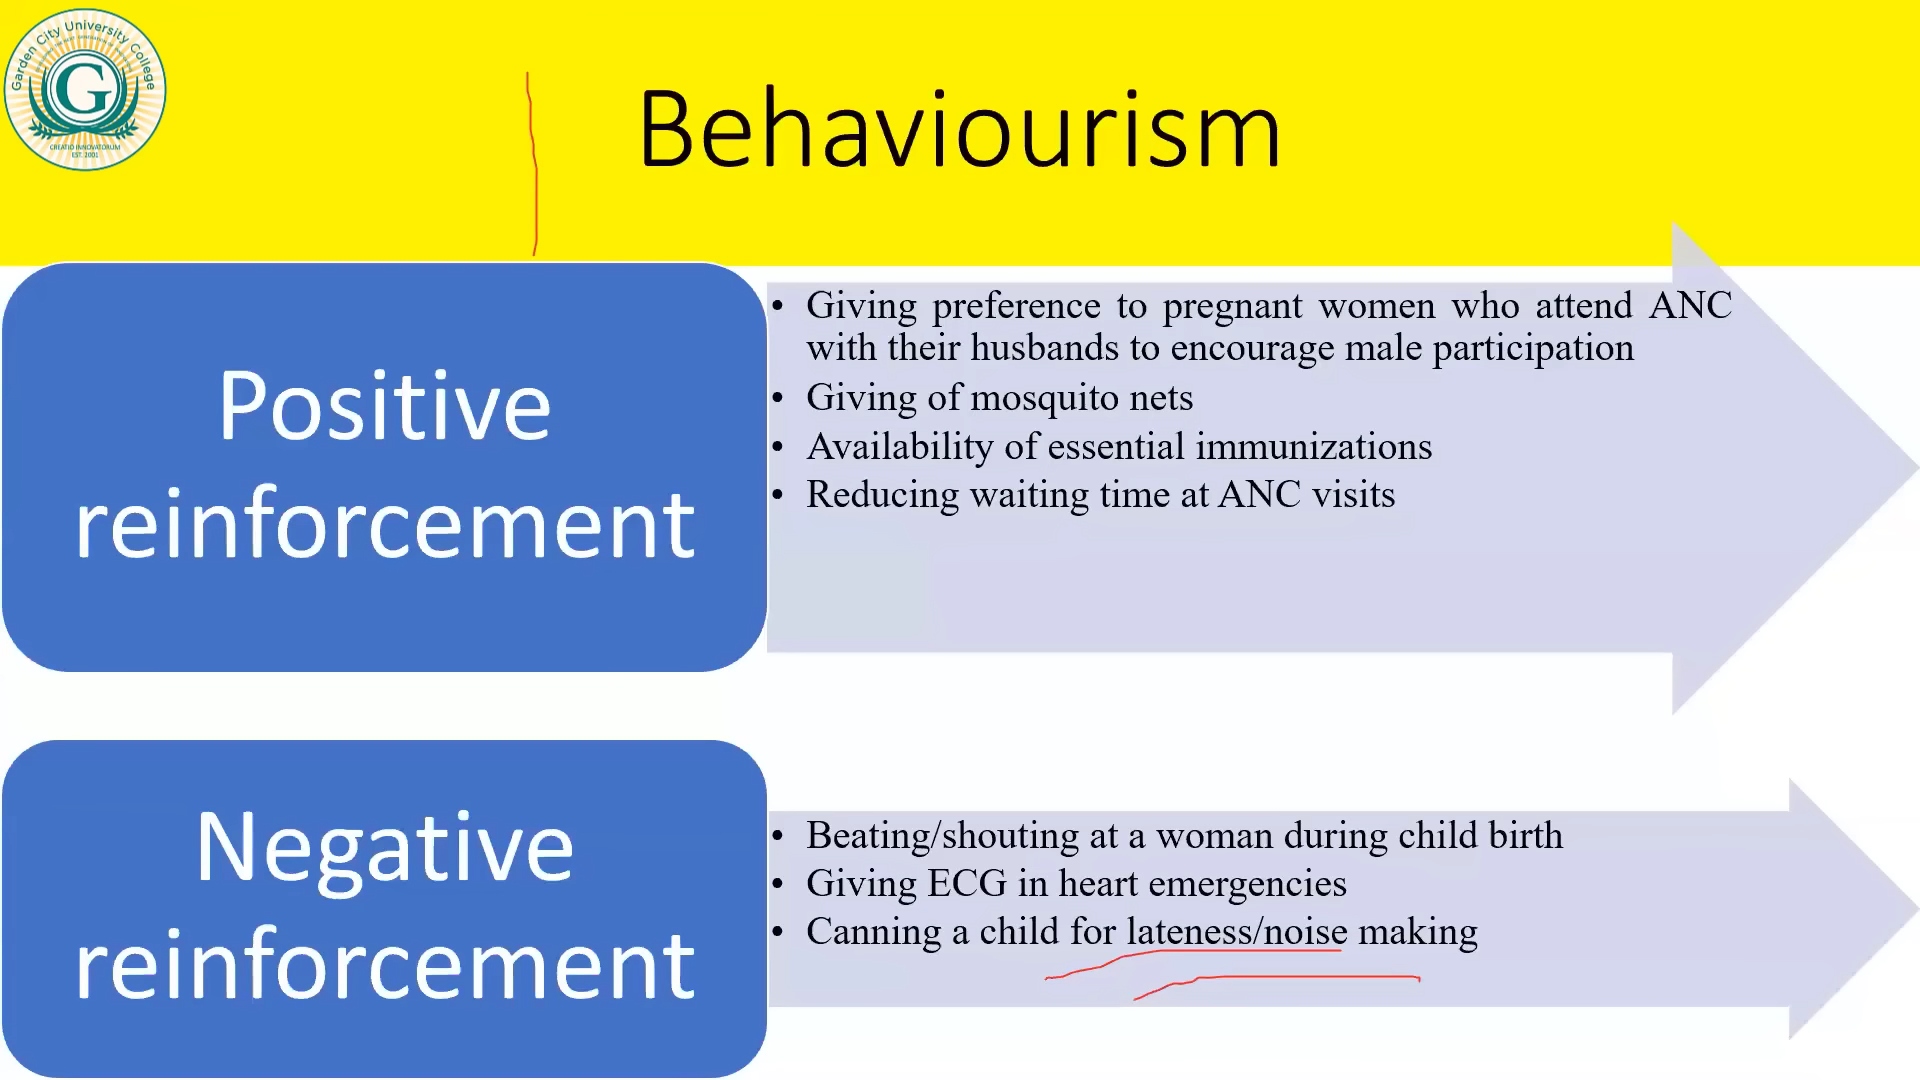 Garden City University College
CREATIO INNOVATORUM
EST. 2001
G
Behaviourism
Positive
reinforcement
• Giving preference to pregnant women who attend ANC
with their husbands to encourage male participation
• Giving of mosquito nets
• Availability of essential immunizations
• Reducing waiting time at ANC visits
Negative
reinforcement
• Beating/shouting at a woman during child birth
• Giving ECG in heart emergencies
• Canning a child for lateness/noise making